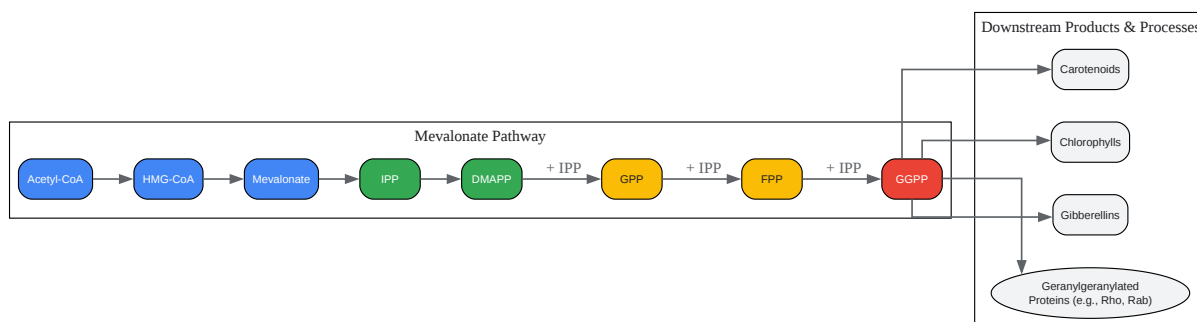 Downstream Products & Processes
Carotenoids
Mevalonate Pathway
Chlorophylls
Acetyl-CoA
HMG-CoA
Mevalonate
IPP
DMAPP
+ IPP
GPP
+ IPP
FPP
+ IPP
GGPP
Gibberellins
Geranylgeranylated
Proteins (e.g., Rho, Rab)